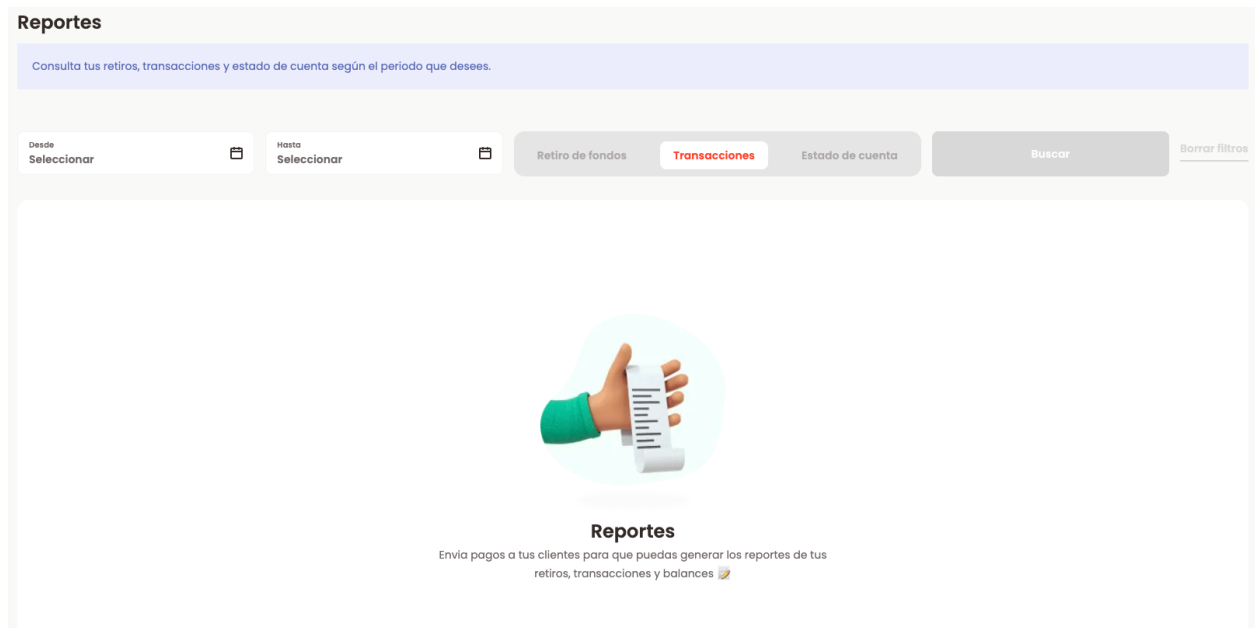 Reportes
Consulta tus retiros, transacciones y estado de cuenta según el periodo que desees.
Desde
Seleccionar
Hasta
Seleccionar
Retiro de fondos
Transacciones
Estado de cuenta
Buscar
Borrar filtros
Reportes
Envia pagos a tus clientes para que puedas generar los reportes de tus
retiros, transacciones y balances 📝